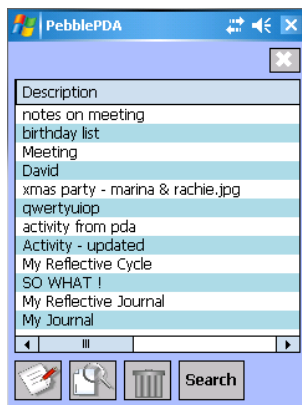 PebblePDA
Description
notes on meeting
birthday list
Meeting
David
xmas party - marina & rachie.jpg
qwertyuiop
activity from pda
Activity - updated
My Reflective Cycle
SO WHAT !
My Reflective Journal
My Journal
Search